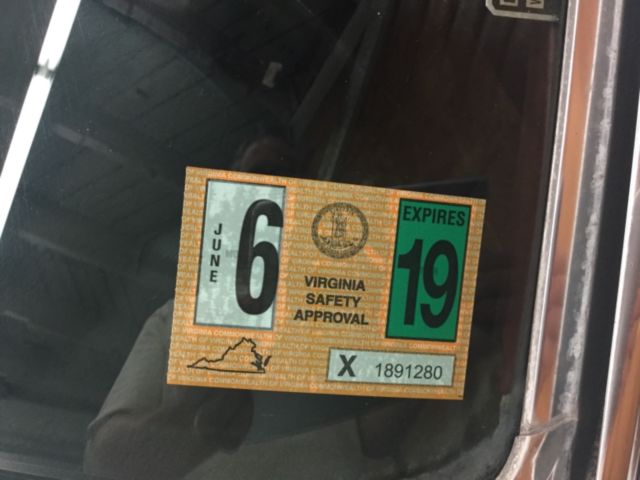 JUNE
6
VIRGINIA
SAFETY
APPROVAL
EXPIRES
19
X 1891280